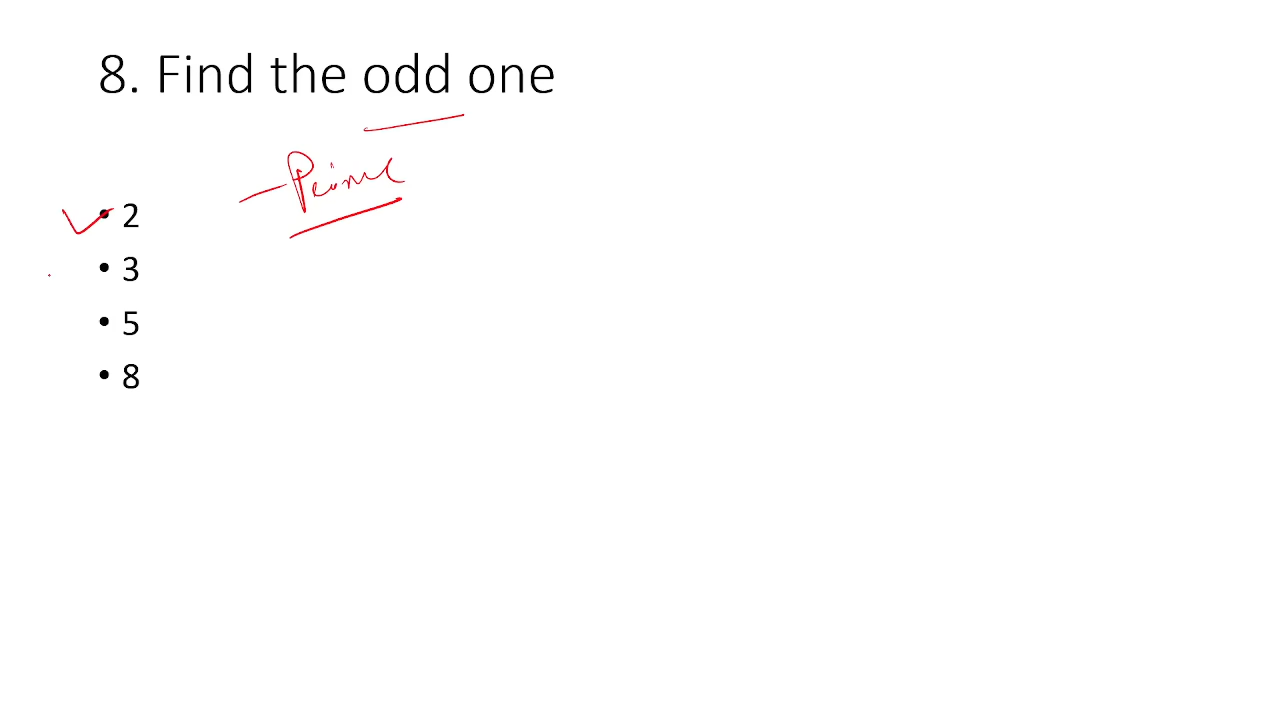 8. Find the odd one
Prime
• 2
• 3
• 5
• 8